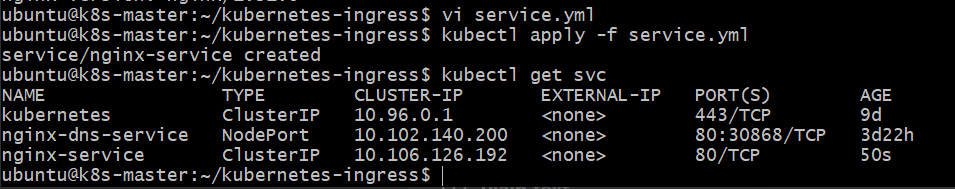 ubuntu@k8s-master:~/kubernetes-ingress$ vi service.yml
ubuntu@k8s-master:~/kubernetes-ingress$ kubectl apply -f service.yml
service/nginx-service created
ubuntu@k8s-master:~/kubernetes-ingress$ kubectl get svc
NAME TYPE CLUSTER-IP EXTERNAL-IP PORT(S) AGE
kubernetes ClusterIP 10.96.0.1 <none> 443/TCP 9d
nginx-dns-service NodePort 10.102.140.200 <none> 80:30868/TCP 3d22h
nginx-service ClusterIP 10.106.126.192 <none> 80/TCP 50s
ubuntu@k8s-master:~/kubernetes-ingress$